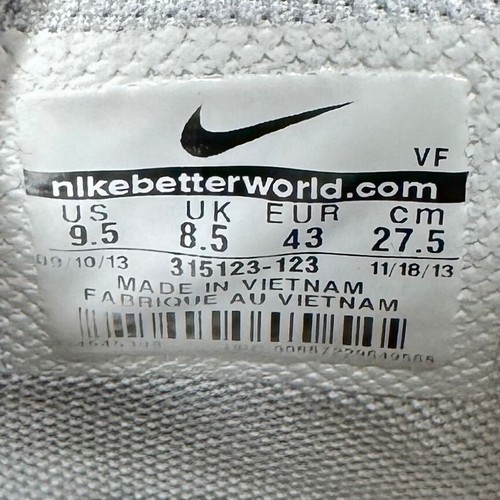 VF
nikebetterworld.com
US UK EUR cm
9.5 8.5 43 27.5
09/10/13 315123-123 11/18/13
MADE IN VIETNAM
FABRIQUE AU VIETNAM